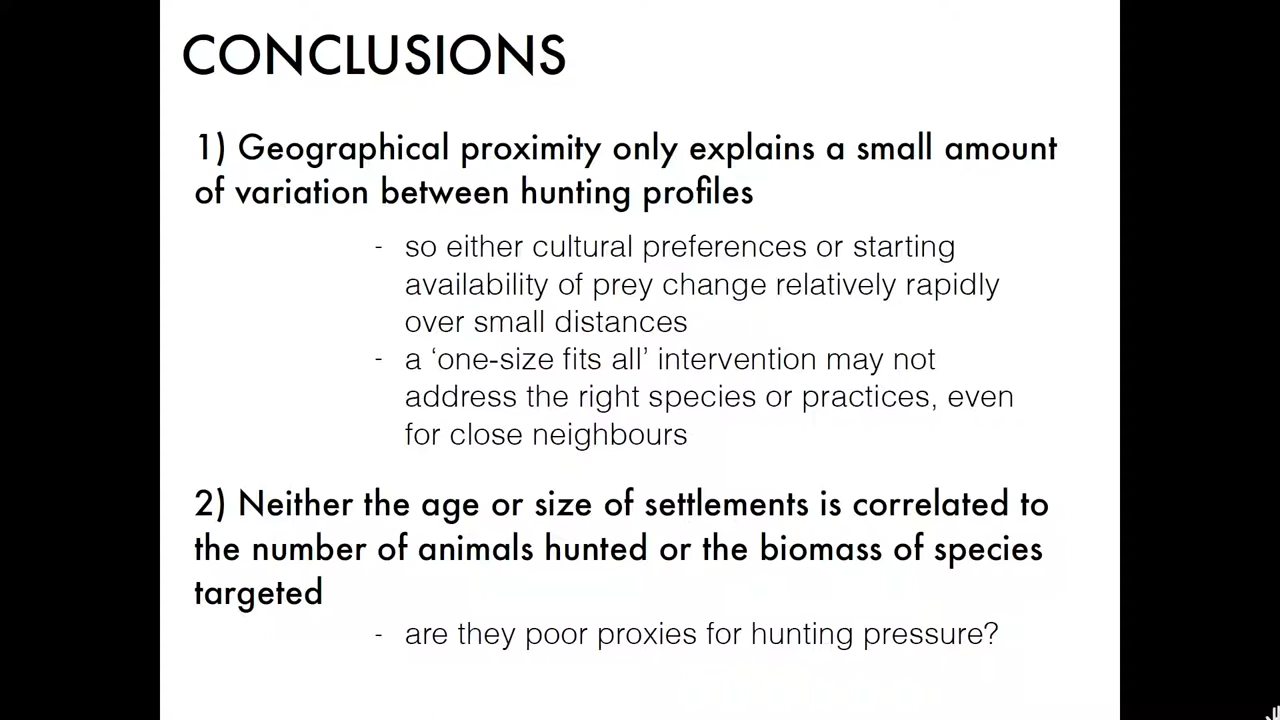 CONCLUSIONS
1) Geographical proximity only explains a small amount
of variation between hunting profiles
- so either cultural preferences or starting
availability of prey change relatively rapidly
over small distances
- a ‘one-size fits all’ intervention may not
address the right species or practices, even
for close neighbours
2) Neither the age or size of settlements is correlated to
the number of animals hunted or the biomass of species
targeted
- are they poor proxies for hunting pressure?